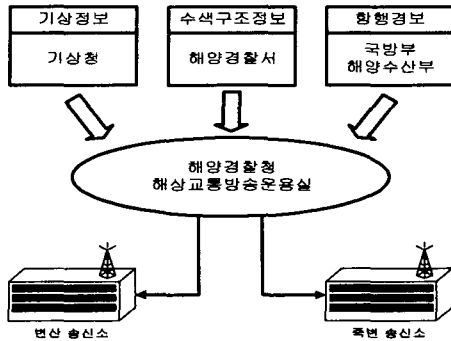 기상정보
수색구조정보
항행경보
기상청
해양경찰서
국방부
해양수산부
해양경찰청
해상교통방송운용실
변산 송신소
죽변 송신소